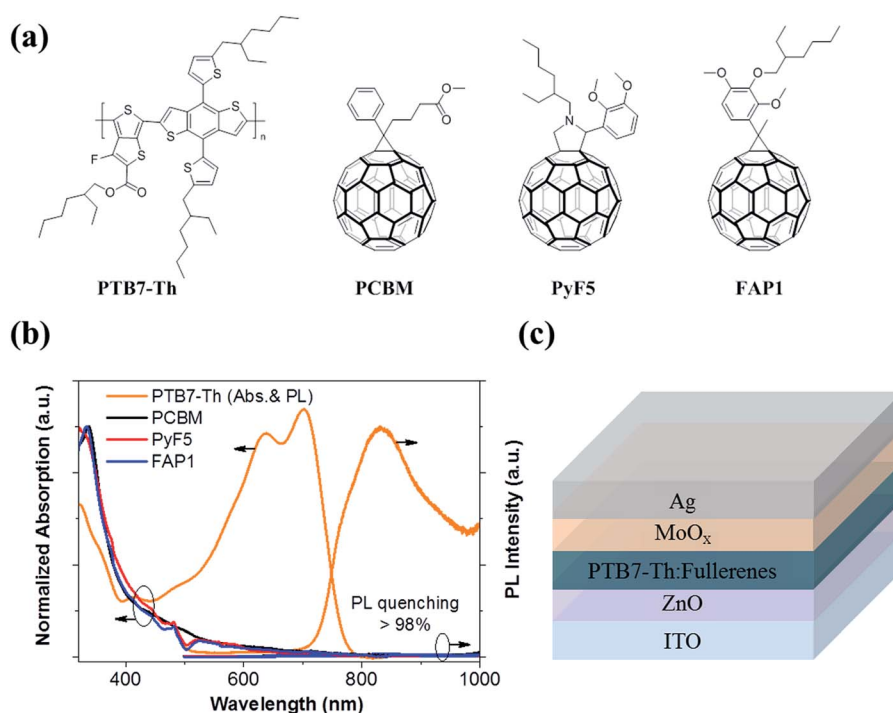 (a)
S
S
S
S
S
S
F
O
O
n
PTB7-Th
O
O
PCBM
N
O
O
PyF5
O
O
O
FAP1
(b)
Normalized Absorption (a.u.)
PTB7-Th (Abs.& PL)
PCBM
PyF5
FAP1
PL quenching
> 98%
PL Intensity (a.u.)
400 600 800 1000
Wavelength (nm)
(c)
Ag
MoOx
PTB7-Th:Fullerenes
ZnO
ITO